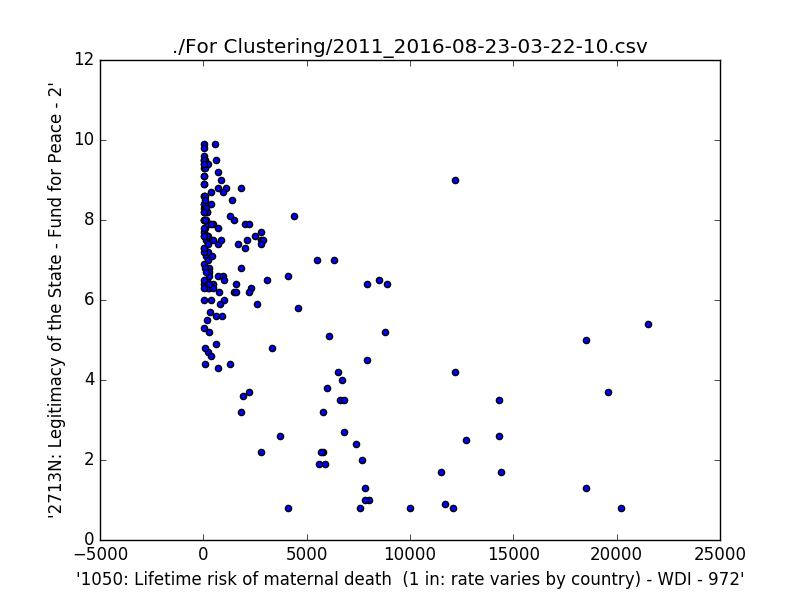 ./For Clustering/2011_2016-08-23-03-22-10.csv
'2713N: Legitimacy of the State - Fund for Peace - 2'
12
10
8
6
4
2
0
−5000 0 5000 10000 15000 20000 25000
'1050: Lifetime risk of maternal death  (1 in: rate varies by country) - WDI - 972'